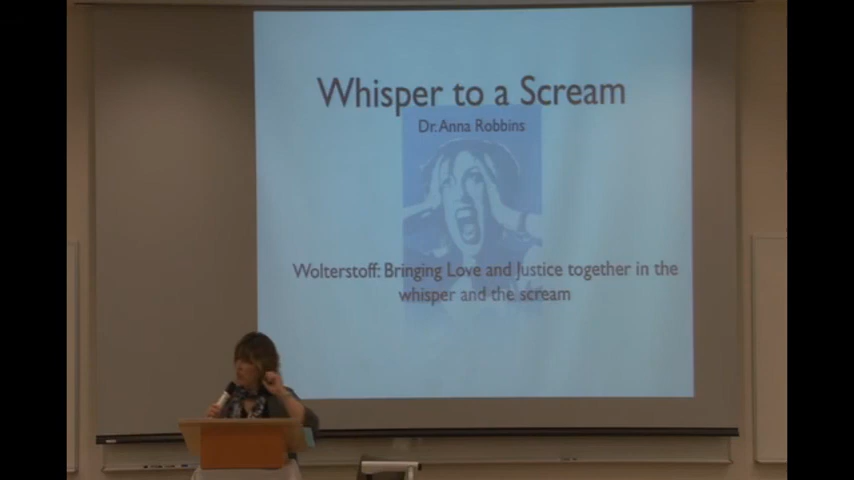 Whisper to a Scream
Dr. Anna Robbins
Wolterstoff: Bringing Love and Justice together in the
whisper and the scream